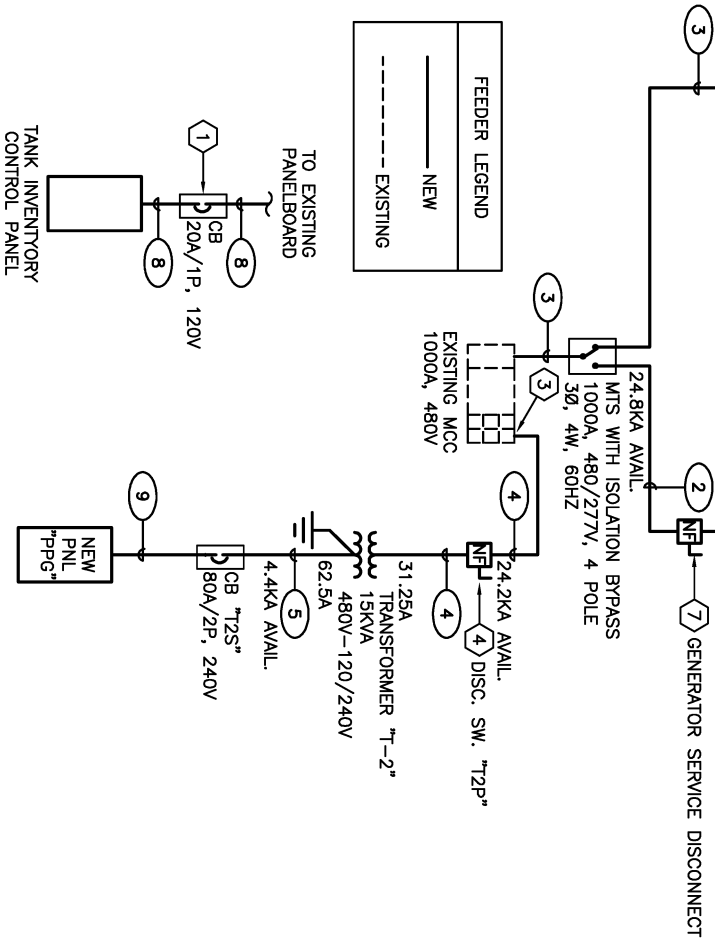 3
24.8KA AVAIL.
MTS WITH ISOLATION BYPASS
1000A, 480/277V, 4 POLE
3Ø, 4W, 60HZ
2
NF
7
GENERATOR SERVICE DISCONNECT
3
3
EXISTING MCC
1000A, 480V
4
24.2KA AVAIL.
NF
4
DISC. SW. "T2P"
4
31.25A
TRANSFORMER "T-2"
15KVA
480V-120/240V
62.5A
5
4.4KA AVAIL.
CB "T2S"
80A/2P, 240V
9
NEW
PNL
"PPG"
FEEDER LEGEND
NEW
EXISTING
TO EXISTING
PANELBOARD
8
1
CB
20A/1P, 120V
8
TANK INVENTYORY
CONTROL PANEL